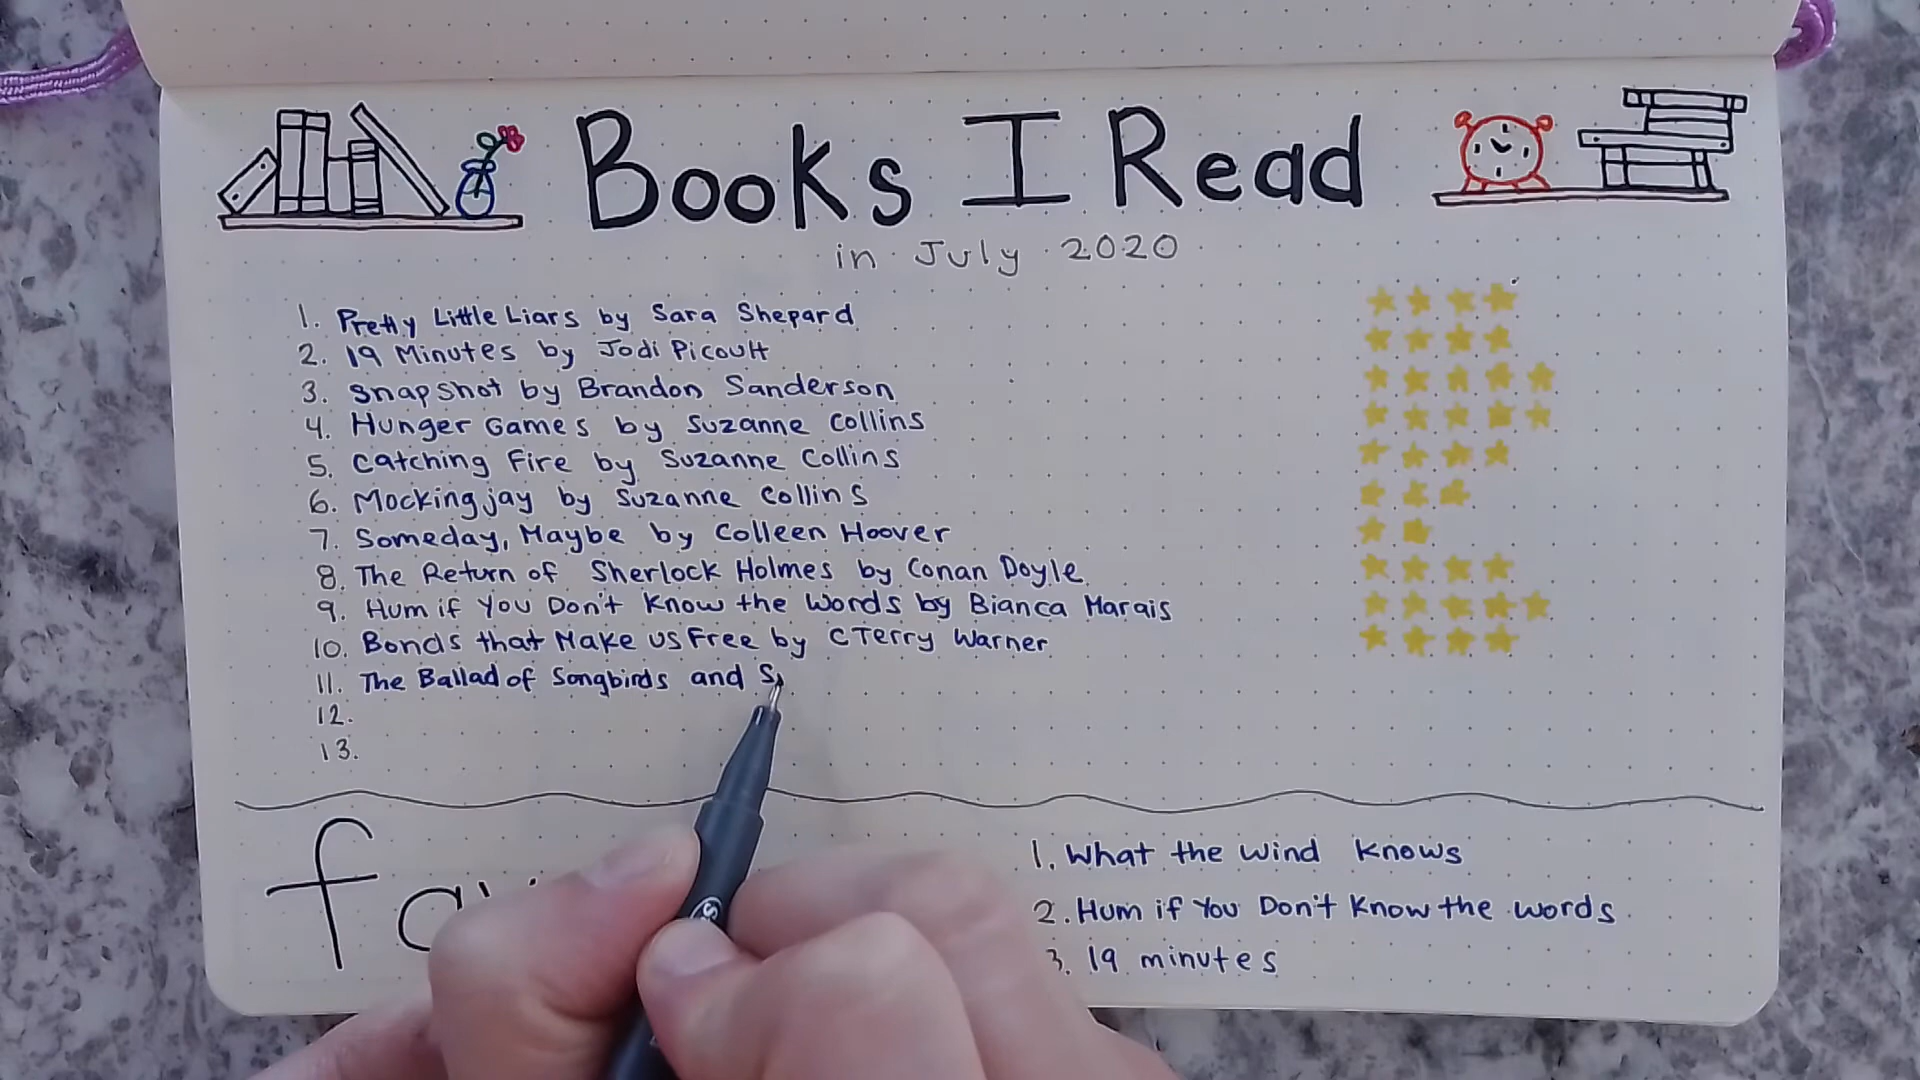 Books I Read
in July 2020
1. Pretty Little Liars by Sara Shepard
2. 19 Minutes by Jodi Picoult
3. Snapshot by Brandon Sanderson
4. Hunger Games by Suzanne Collins
5. Catching Fire by Suzanne Collins
6. Mockingjay by Suzanne Collins
7. Someday, Maybe by Colleen Hoover
8. The Return of Sherlock Holmes by Conan Doyle
9. Hum if You Don't Know the Words by Bianca Marais
10. Bonds that Make Us Free by C Terry Warner
11. The Ballad of Songbirds and S
12.
13.
1. What the Wind Knows
2. Hum if You Don't Know the Words
3. 19 minutes